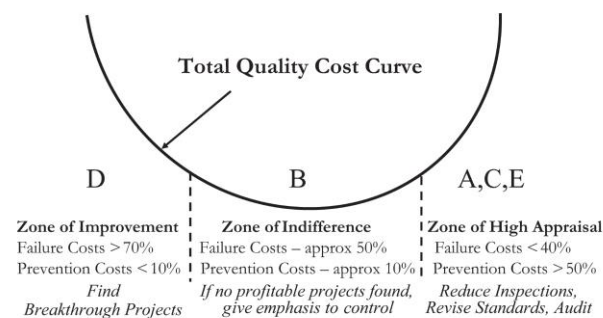 Total Quality Cost Curve
D
B
A,C,E
Zone of Improvement
Failure Costs >70%
Prevention Costs <10%
Find
Breakthrough Projects
Zone of Indifference
Failure Costs – approx 50%
Prevention Costs – approx 10%
If no profitable projects found,
give emphasis to control
Zone of High Appraisal
Failure Costs <40%
Prevention Costs >50%
Reduce Inspections,
Revise Standards, Audit